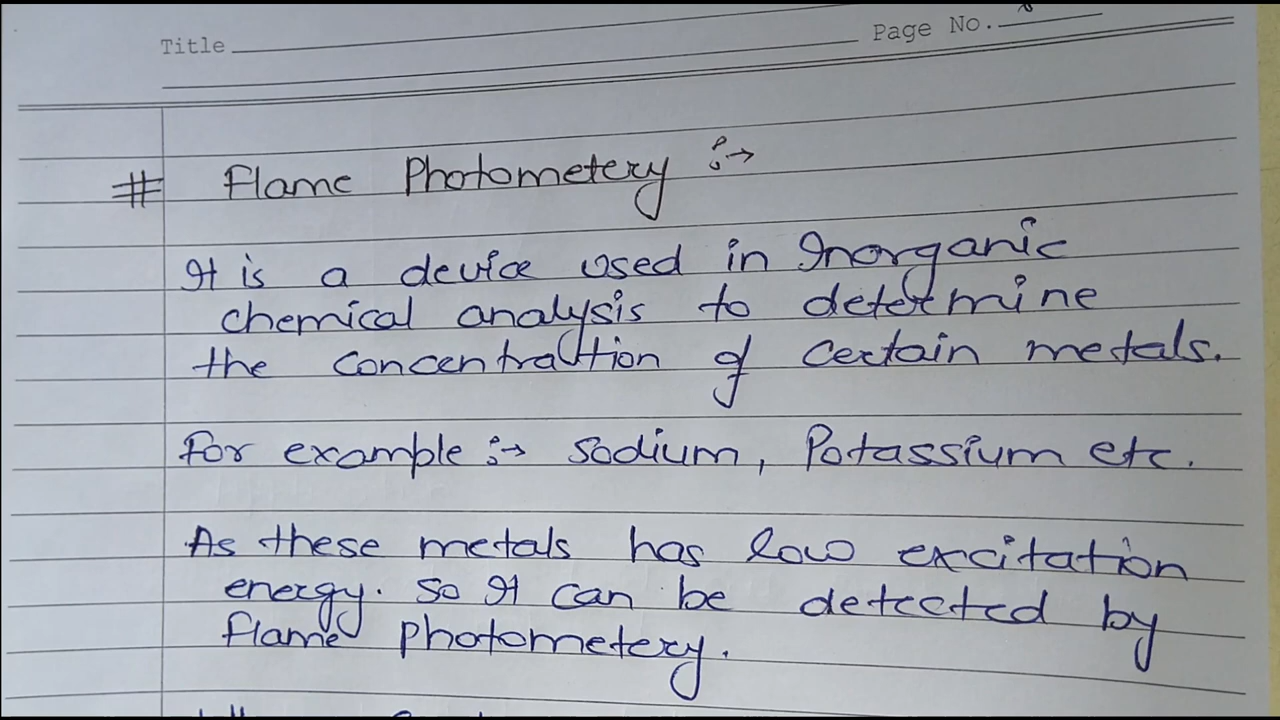 Title
Page No.
# Flame Photometery :→
It is a device used in Inorganic
chemical analysis to determine
the concentration of certain metals.
For example :→ Sodium, Potassium etc.
As these metals has low excitation
energy. So It can be detected by
flame photometery.